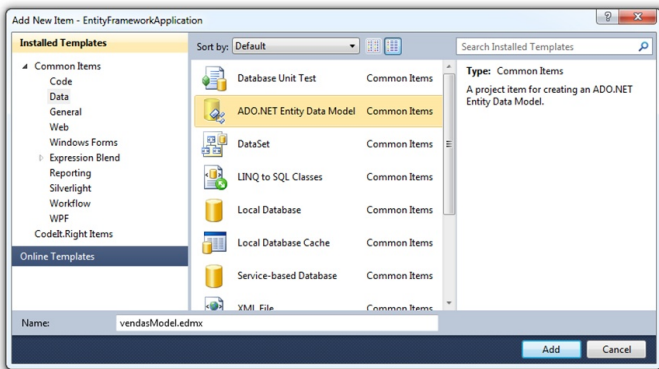 Add New Item - EntityFrameworkApplication
Installed Templates
Sort by: Default
Search Installed Templates
Common Items
Code
Data
General
Web
Windows Forms
Expression Blend
Reporting
Silverlight
Workflow
WPF
CodeIt.Right Items
Online Templates
Database Unit Test Common Items
ADO.NET Entity Data Model Common Items
DataSet Common Items
LINQ to SQL Classes Common Items
Local Database Common Items
Local Database Cache Common Items
Service-based Database Common Items
XML File Common Items
Type: Common Items
A project item for creating an ADO.NET
Entity Data Model.
Name: vendasModel.edmx
Add Cancel